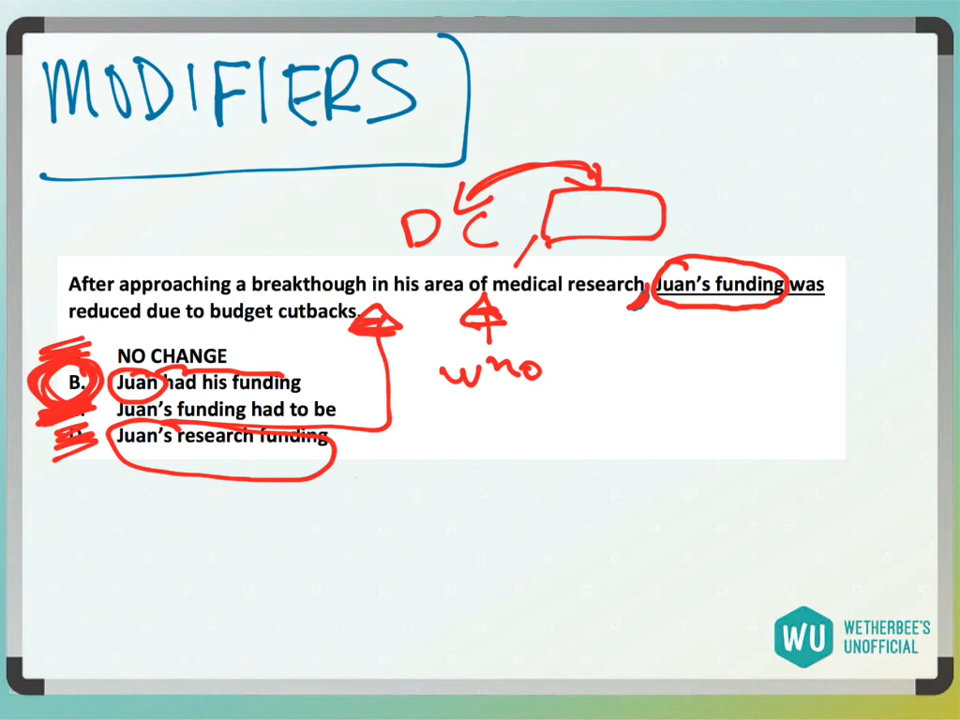 MODIFIERS
DC
After approaching a breakthough in his area of medical research, Juan's funding was
reduced due to budget cutbacks.
who
NO CHANGE
B. Juan had his funding
Juan's funding had to be
Juan's research funding
WU WETHERBEE'S
UNOFFICIAL